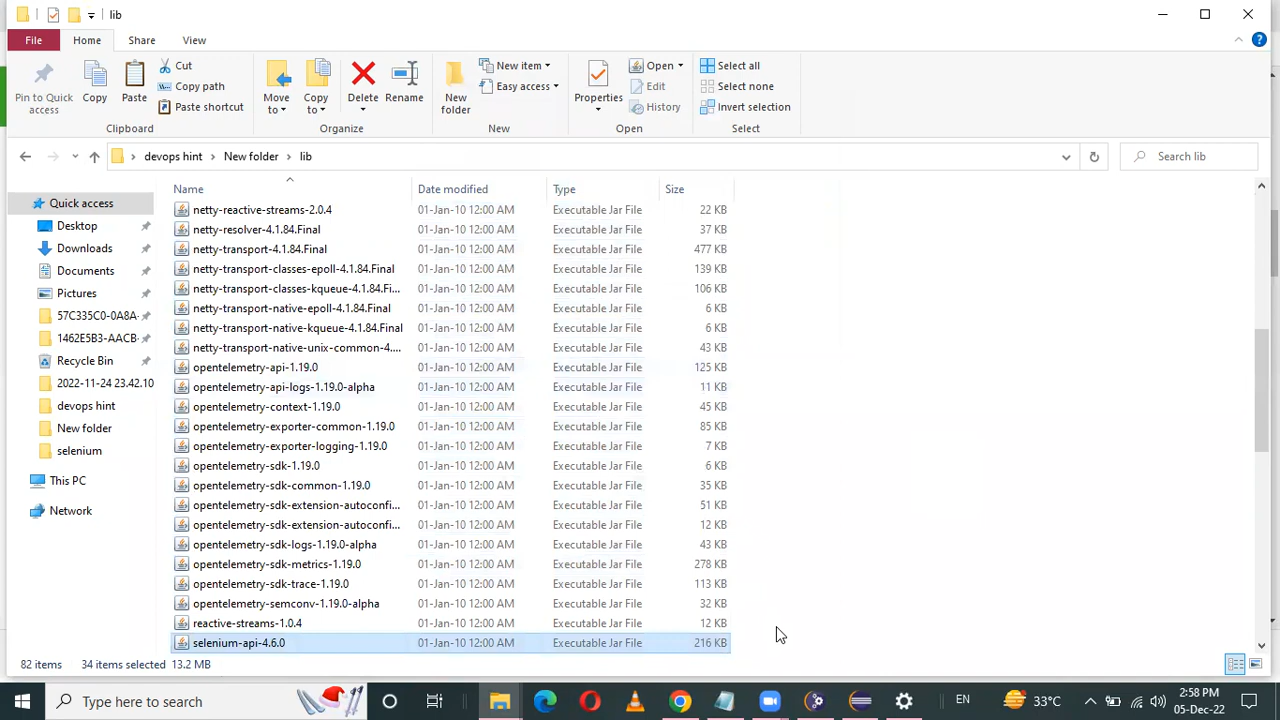 lib
File Home Share View
Pin to Quick access
Copy
Paste
Cut
Copy path
Paste shortcut
Clipboard
Move to
Copy to
Delete
Rename
Organize
New folder
New item
Easy access
New
Properties
Open
Edit
History
Open
Select all
Select none
Invert selection
Select
devops hint > New folder > lib
Search lib
Quick access
Desktop
Downloads
Documents
Pictures
57C335C0-0A8A-
1462E5B3-AACB-
Recycle Bin
2022-11-24 23.42.10
devops hint
New folder
selenium
This PC
Network
Name Date modified Type Size
netty-reactive-streams-2.0.4 01-Jan-10 12:00 AM Executable Jar File 22 KB
netty-resolver-4.1.84.Final 01-Jan-10 12:00 AM Executable Jar File 37 KB
netty-transport-4.1.84.Final 01-Jan-10 12:00 AM Executable Jar File 477 KB
netty-transport-classes-epoll-4.1.84.Final 01-Jan-10 12:00 AM Executable Jar File 139 KB
netty-transport-classes-kqueue-4.1.84.Fi... 01-Jan-10 12:00 AM Executable Jar File 106 KB
netty-transport-native-epoll-4.1.84.Final 01-Jan-10 12:00 AM Executable Jar File 6 KB
netty-transport-native-kqueue-4.1.84.Final 01-Jan-10 12:00 AM Executable Jar File 6 KB
netty-transport-native-unix-common-4.... 01-Jan-10 12:00 AM Executable Jar File 43 KB
opentelemetry-api-1.19.0 01-Jan-10 12:00 AM Executable Jar File 125 KB
opentelemetry-api-logs-1.19.0-alpha 01-Jan-10 12:00 AM Executable Jar File 11 KB
opentelemetry-context-1.19.0 01-Jan-10 12:00 AM Executable Jar File 45 KB
opentelemetry-exporter-common-1.19.0 01-Jan-10 12:00 AM Executable Jar File 85 KB
opentelemetry-exporter-logging-1.19.0 01-Jan-10 12:00 AM Executable Jar File 7 KB
opentelemetry-sdk-1.19.0 01-Jan-10 12:00 AM Executable Jar File 6 KB
opentelemetry-sdk-common-1.19.0 01-Jan-10 12:00 AM Executable Jar File 35 KB
opentelemetry-sdk-extension-autoconfi... 01-Jan-10 12:00 AM Executable Jar File 51 KB
opentelemetry-sdk-extension-autoconfi... 01-Jan-10 12:00 AM Executable Jar File 12 KB
opentelemetry-sdk-logs-1.19.0-alpha 01-Jan-10 12:00 AM Executable Jar File 43 KB
opentelemetry-sdk-metrics-1.19.0 01-Jan-10 12:00 AM Executable Jar File 278 KB
opentelemetry-sdk-trace-1.19.0 01-Jan-10 12:00 AM Executable Jar File 113 KB
opentelemetry-semconv-1.19.0-alpha 01-Jan-10 12:00 AM Executable Jar File 32 KB
reactive-streams-1.0.4 01-Jan-10 12:00 AM Executable Jar File 12 KB
selenium-api-4.6.0 01-Jan-10 12:00 AM Executable Jar File 216 KB
82 items 34 items selected 13.2 MB
Type here to search
EN
33°C
2:58 PM
05-Dec-22